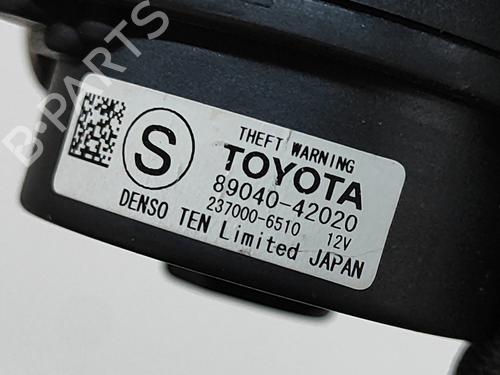 B-PARTS
S
THEFT WARNING
TOYOTA
89040-42020
237000-6510 12V
DENSO TEN Limited JAPAN